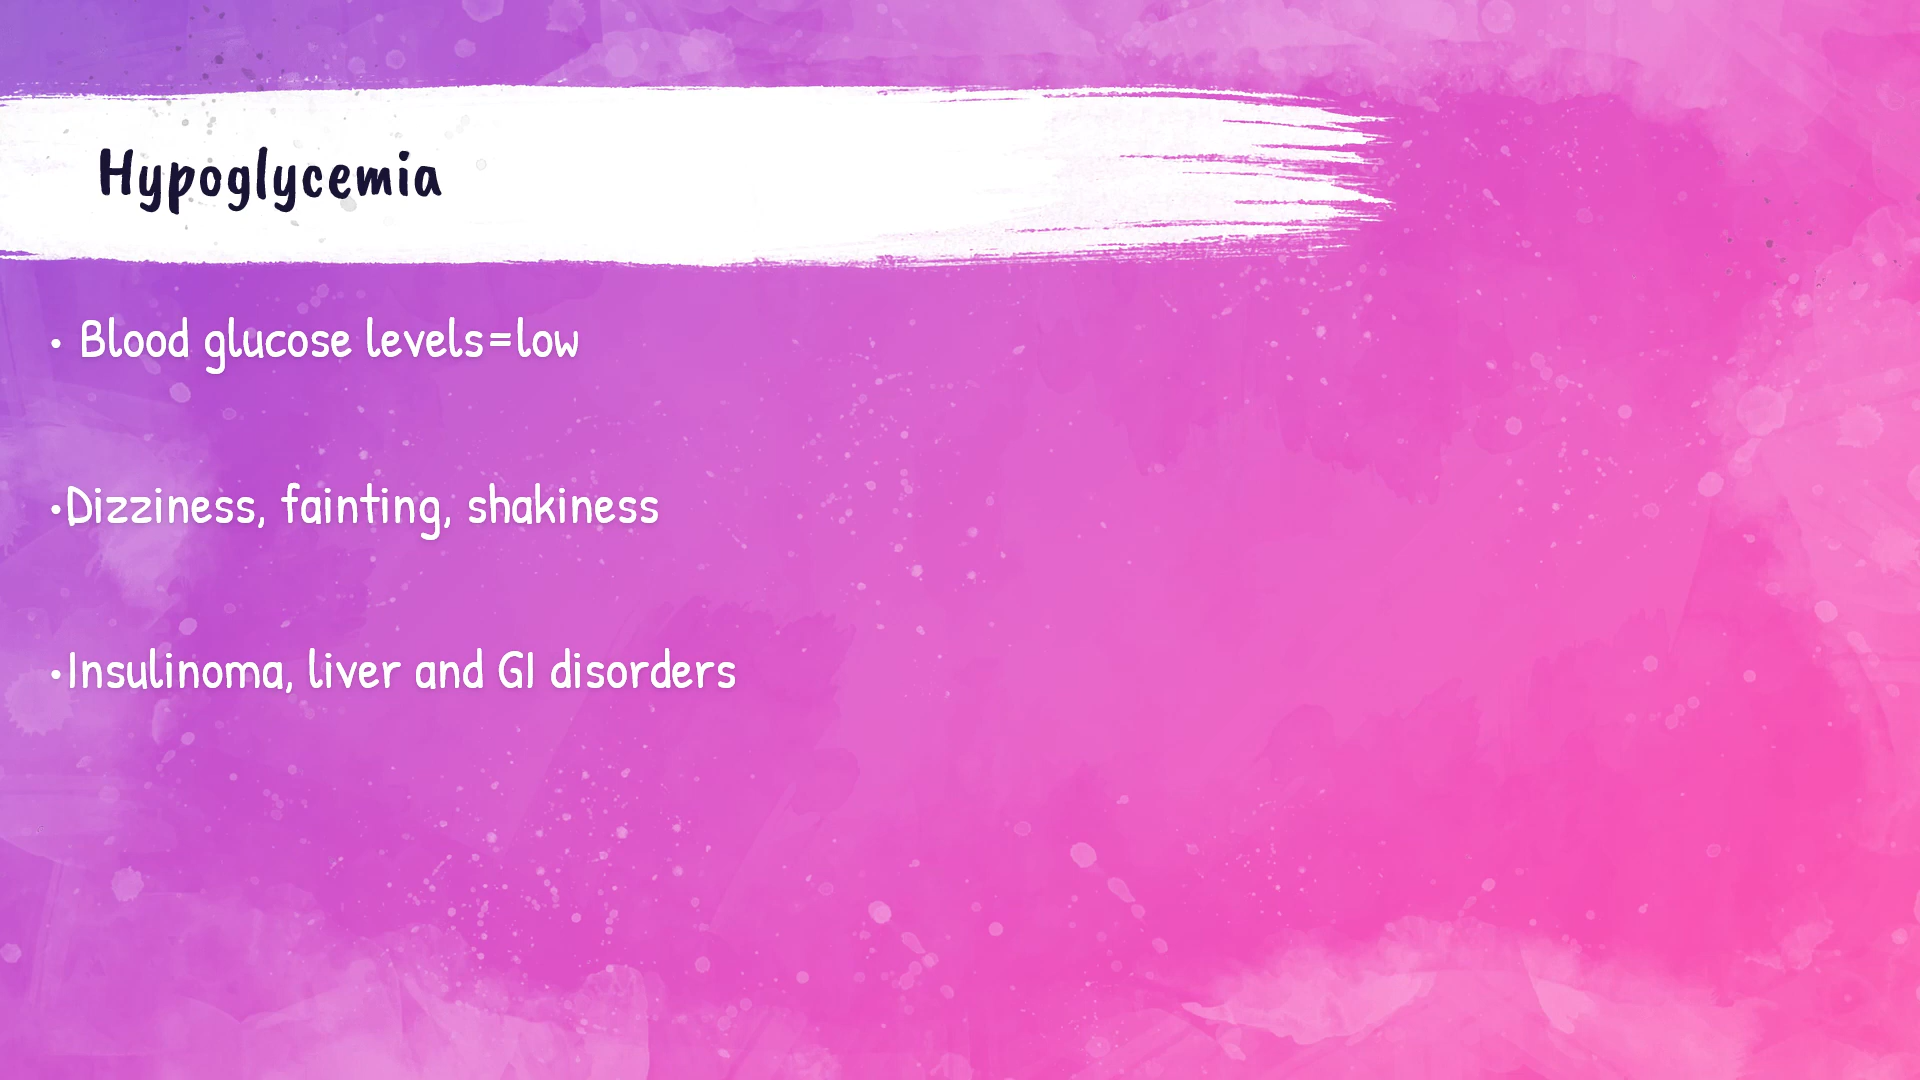 Hypoglycemia
• Blood glucose levels=low
•Dizziness, fainting, shakiness
•Insulinoma, liver and GI disorders